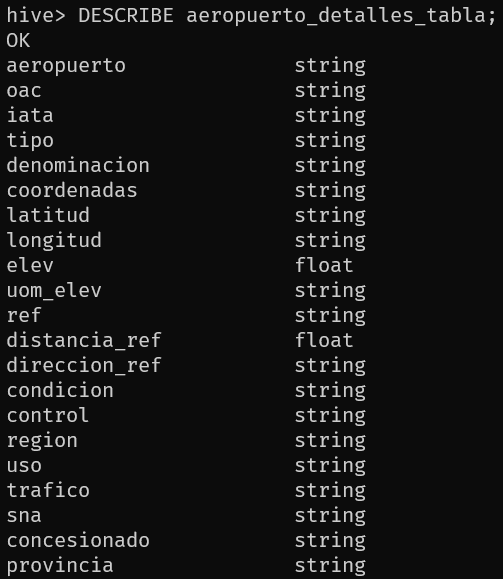 hive> DESCRIBE aeropuerto_detalles_tabla;
OK
aeropuerto string
oac string
iata string
tipo string
denominacion string
coordenadas string
latitud string
longitud string
elev float
uom_elev string
ref string
distancia_ref float
direccion_ref string
condicion string
control string
region string
uso string
trafico string
sna string
concesionado string
provincia string